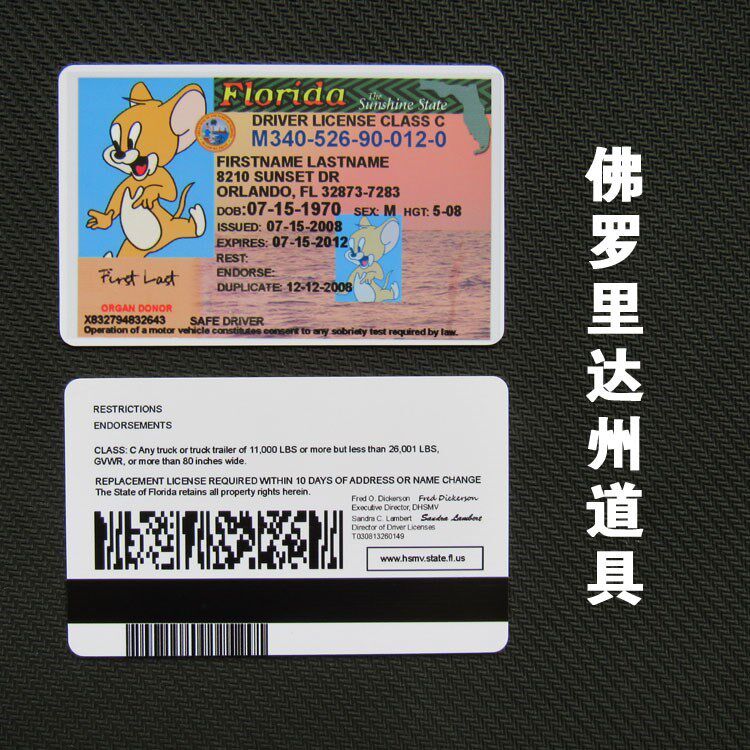 Florida
The
Sunshine State
DRIVER LICENSE CLASS C
M340-526-90-012-0
FIRSTNAME LASTNAME
8210 SUNSET DR
ORLANDO, FL 32873-7283
DOB:07-15-1970 SEX: M HGT: 5-08
ISSUED: 07-15-2008
EXPIRES: 07-15-2012
REST:
ENDORSE:
DUPLICATE: 12-12-2008
First Last
ORGAN DONOR
X832794832643 SAFE DRIVER
Operation of a motor vehicle constitutes consent to any sobriety test required by law.
RESTRICTIONS
ENDORSEMENTS
CLASS: C Any truck or truck trailer of 11,000 LBS or more but less than 26,001 LBS,
GVWR, or more than 80 inches wide.
REPLACEMENT LICENSE REQUIRED WITHIN 10 DAYS OF ADDRESS OR NAME CHANGE
The State of Florida retains all property rights herein.
Fred O. Dickerson Fred Dickerson
Executive Director, DHSMV
Sandra C. Lambert Sandra Lambert
Director of Driver Licenses
T030813260149
www.hsmv.state.fl.us
佛罗里达州道具